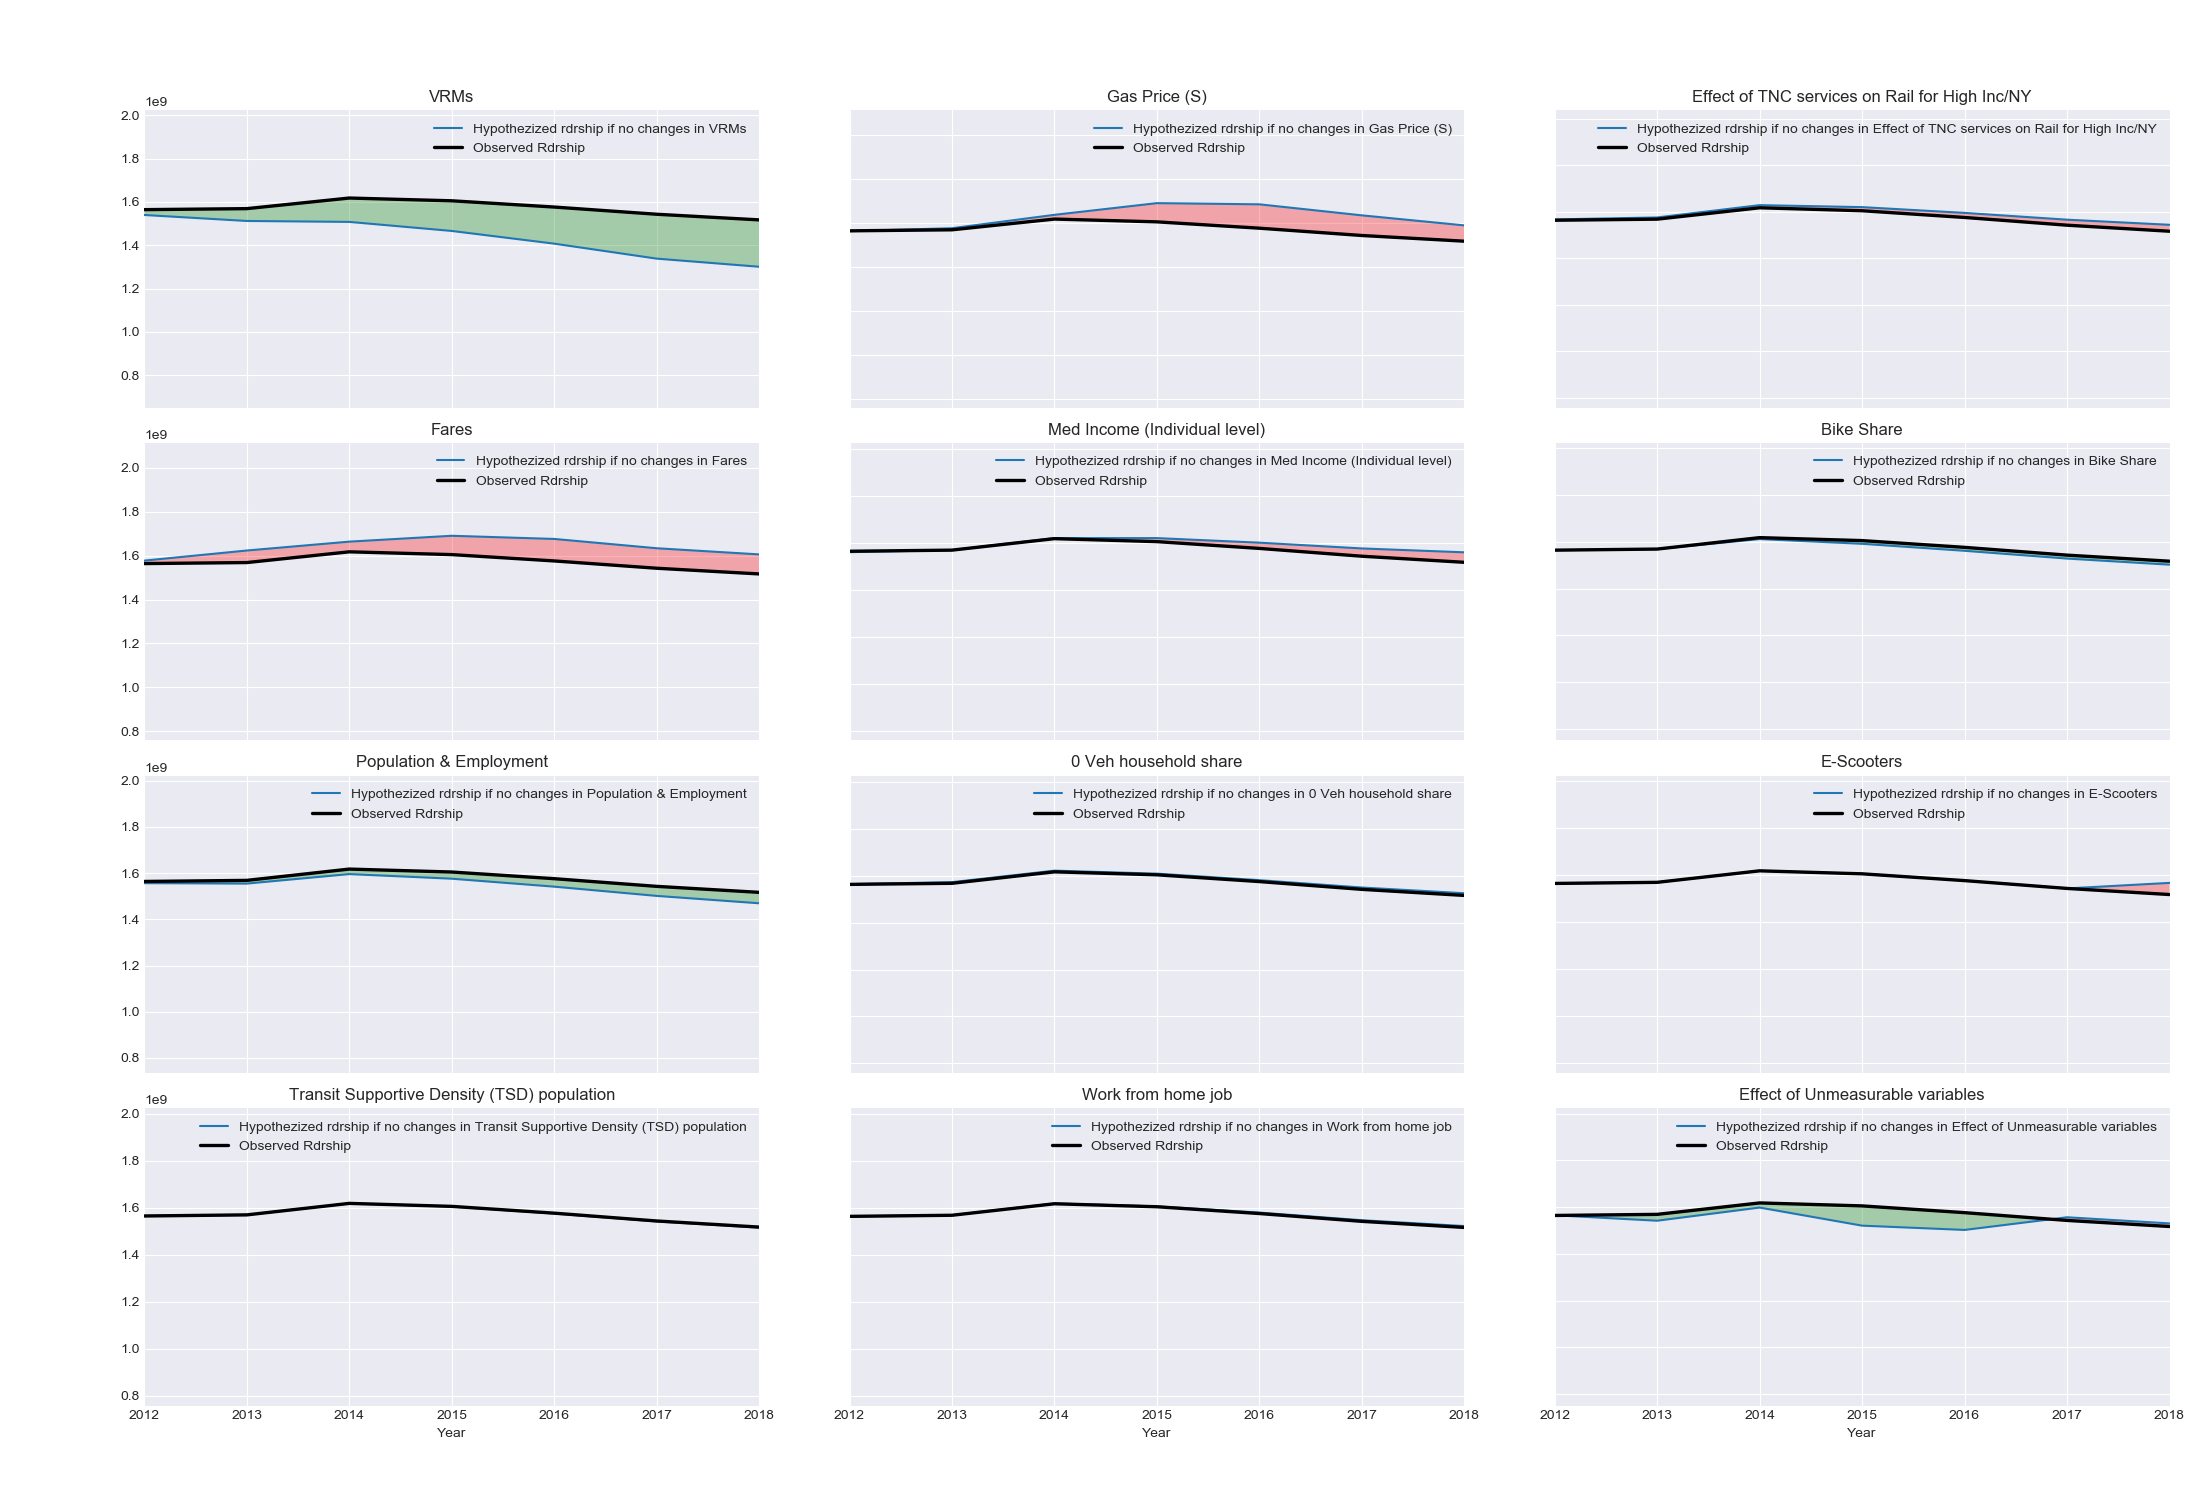 VRMs
1e9
2.0
1.8
1.6
1.4
1.2
1.0
0.8
Hypothezized rdrship if no changes in VRMs
Observed Rdrship
Gas Price (S)
Hypothezized rdrship if no changes in Gas Price (S)
Observed Rdrship
Effect of TNC services on Rail for High Inc/NY
Hypothezized rdrship if no changes in Effect of TNC services on Rail for High Inc/NY
Observed Rdrship
Fares
1e9
2.0
1.8
1.6
1.4
1.2
1.0
0.8
Hypothezized rdrship if no changes in Fares
Observed Rdrship
Med Income (Individual level)
Hypothezized rdrship if no changes in Med Income (Individual level)
Observed Rdrship
Bike Share
Hypothezized rdrship if no changes in Bike Share
Observed Rdrship
Population & Employment
1e9
2.0
1.8
1.6
1.4
1.2
1.0
0.8
Hypothezized rdrship if no changes in Population & Employment
Observed Rdrship
0 Veh household share
Hypothezized rdrship if no changes in 0 Veh household share
Observed Rdrship
E-Scooters
Hypothezized rdrship if no changes in E-Scooters
Observed Rdrship
Transit Supportive Density (TSD) population
1e9
2.0
1.8
1.6
1.4
1.2
1.0
0.8
Hypothezized rdrship if no changes in Transit Supportive Density (TSD) population
Observed Rdrship
2012 2013 2014 2015 2016 2017 2018
Year
Work from home job
Hypothezized rdrship if no changes in Work from home job
Observed Rdrship
2012 2013 2014 2015 2016 2017 2018
Year
Effect of Unmeasurable variables
Hypothezized rdrship if no changes in Effect of Unmeasurable variables
Observed Rdrship
2012 2013 2014 2015 2016 2017 2018
Year